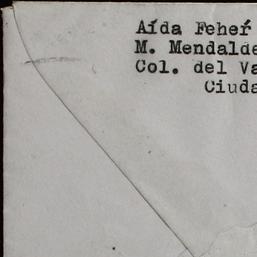 Aída Feheŕ
M. Mendalde
Col. del Va
Ciuda